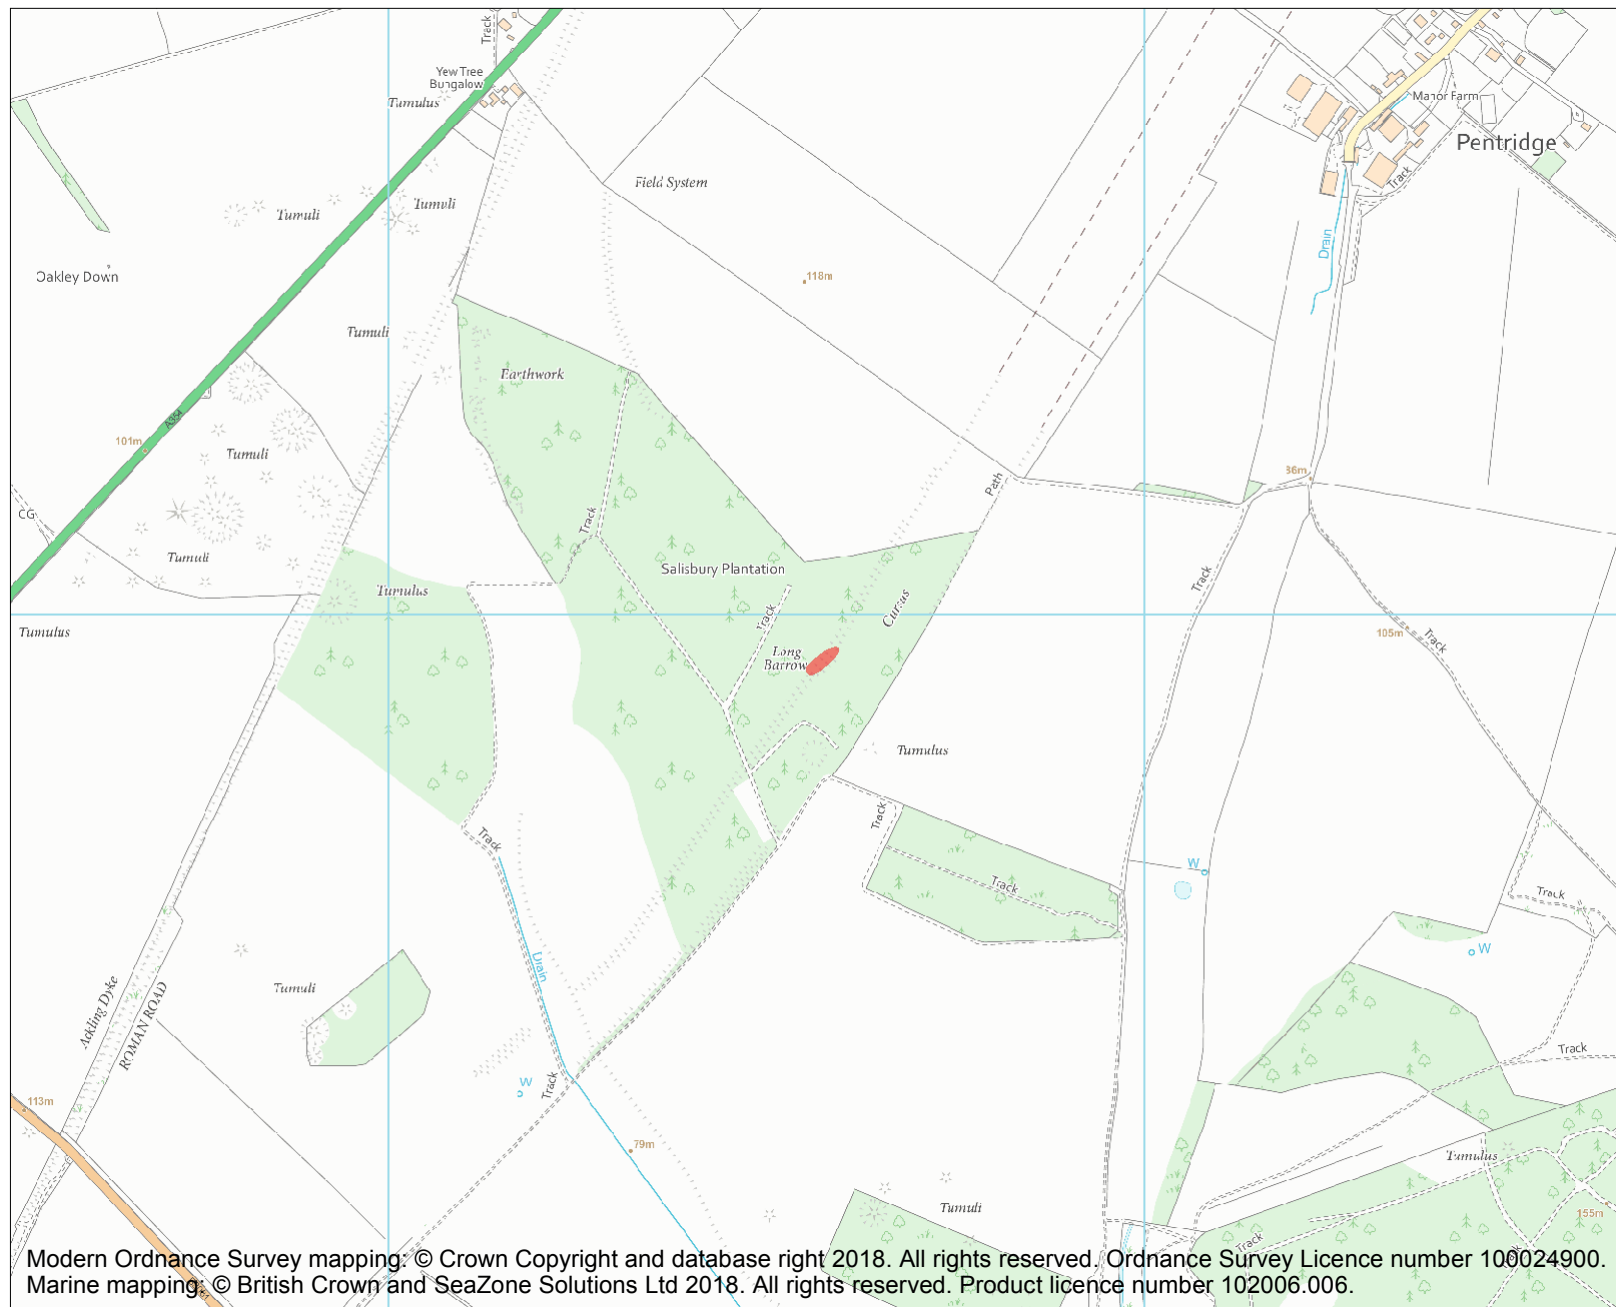 Track
Yew Tree
Bungalow
Tumulus
Manor Farm
Pentridge
Track
Field System
Tumuli
Tumuli
Drain
Oakley Down
118m
Tumuli
Earthwork
A354
101m
Tumuli
86m
Path
CG
Track
Tumuli
Salisbury Plantation
Track
Tumulus
Cursus
Track
Tumulus
105m
Track
Long
Barrow
Tumulus
Track
Track
W
Track
Track
W
Drain
Tumuli
Ackling Dyke
ROMAN ROAD
Track
W
Track
113m
79m
Tumulus
Tumuli
155m
Track
Modern Ordnance Survey mapping: © Crown Copyright and database right 2018. All rights reserved. Ordnance Survey Licence number 100024900.
Marine mapping: © British Crown and SeaZone Solutions Ltd 2018. All rights reserved. Product licence number 102006.006.